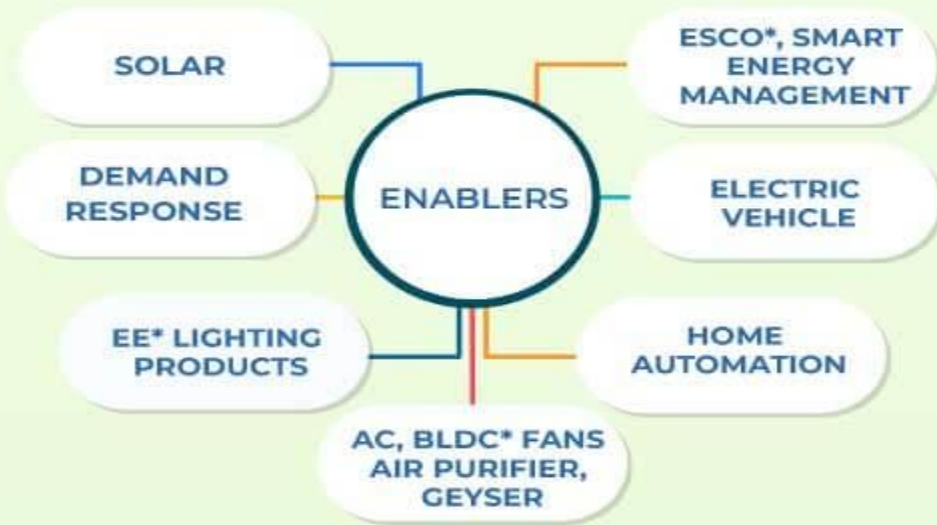 SOLAR
DEMAND
RESPONSE
EE* LIGHTING
PRODUCTS
ENABLERS
AC, BLDC* FANS
AIR PURIFIER,
GEYSER
ESCO*, SMART
ENERGY
MANAGEMENT
ELECTRIC
VEHICLE
HOME
AUTOMATION